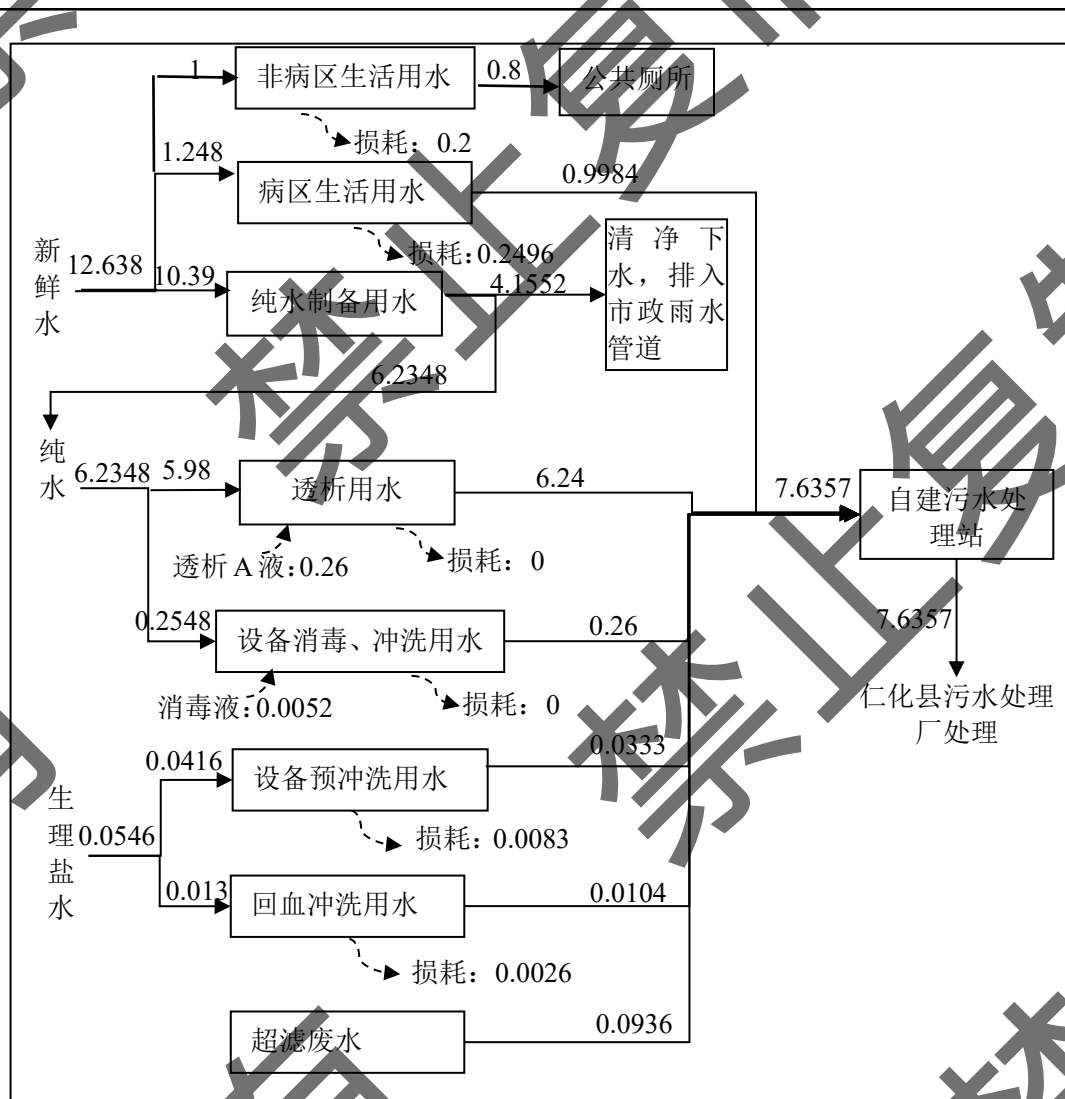 1
非病区生活用水
0.8
公共厕所
损耗：0.2
1.248
病区生活用水
0.9984
损耗:0.2496
新鲜水
12.638
10.39
纯水制备用水
4.1552
清净下
水，排入
市政雨水
管道
6.2348
纯水
6.2348
5.98
透析用水
6.24
7.6357
自建污水处
理站
透析A液:0.26
损耗：0
0.2548
设备消毒、冲洗用水
0.26
7.6357
消毒液:0.0052
损耗：0
仁化县污水处理
厂处理
生理盐水
0.0546
0.0416
设备预冲洗用水
0.0333
损耗：0.0083
0.013
回血冲洗用水
0.0104
损耗：0.0026
超滤废水
0.0936
禁止复
禁止复